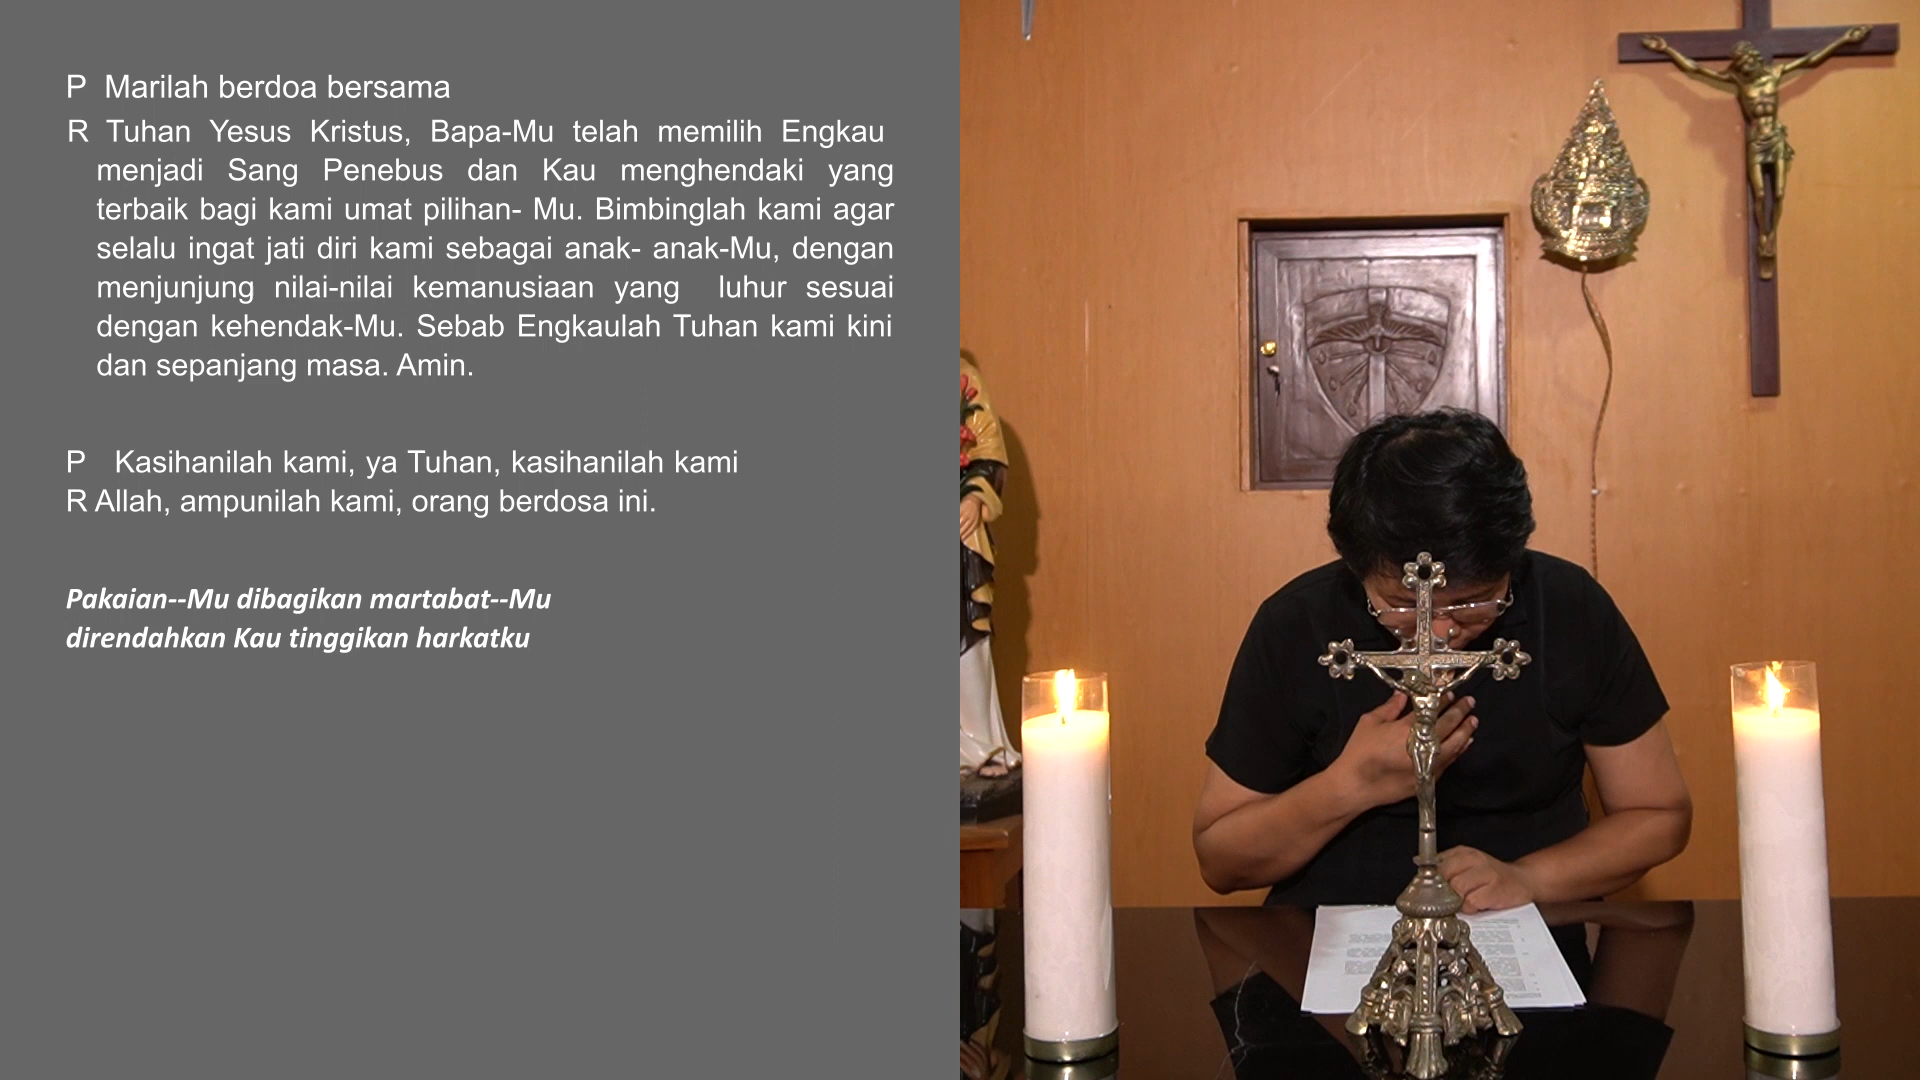 P Marilah berdoa bersama
R Tuhan Yesus Kristus, Bapa-Mu telah memilih Engkau
menjadi Sang Penebus dan Kau menghendaki yang
terbaik bagi kami umat pilihan- Mu. Bimbinglah kami agar
selalu ingat jati diri kami sebagai anak- anak-Mu, dengan
menjunjung nilai-nilai kemanusiaan yang luhur sesuai
dengan kehendak-Mu. Sebab Engkaulah Tuhan kami kini
dan sepanjang masa. Amin.
P Kasihanilah kami, ya Tuhan, kasihanilah kami
R Allah, ampunilah kami, orang berdosa ini.
Pakaian--Mu dibagikan martabat--Mu
direndahkan Kau tinggikan harkatku